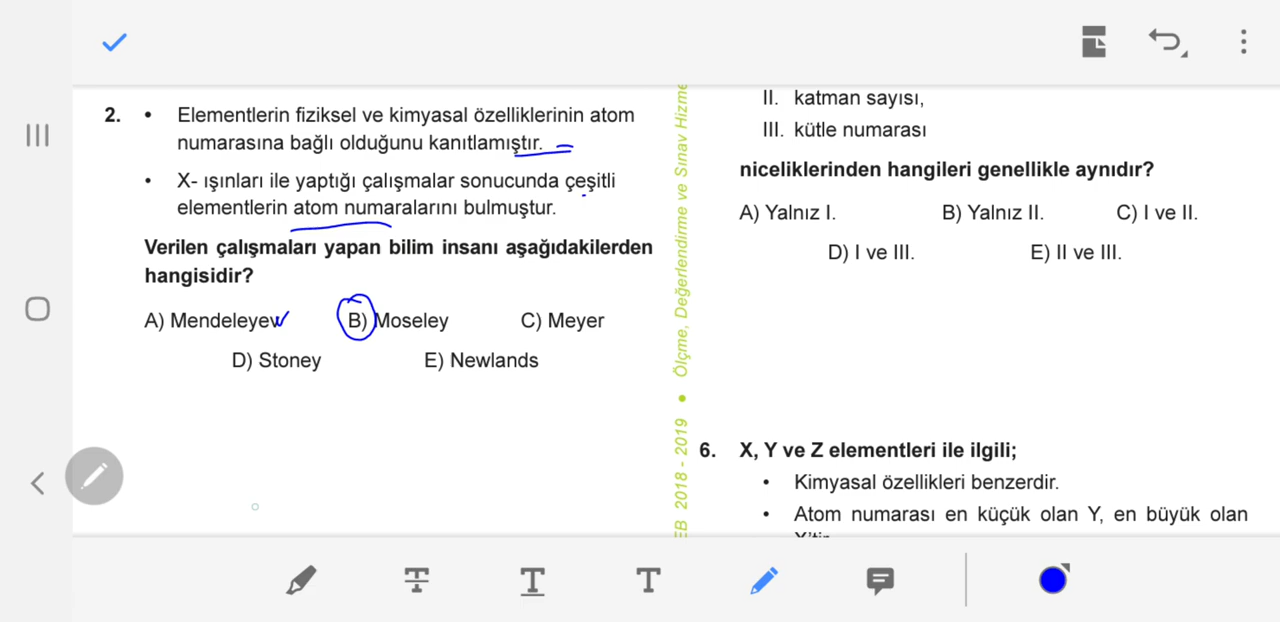 2. • Elementlerin fiziksel ve kimyasal özelliklerinin atom
numarasına bağlı olduğunu kanıtlamıştır.
• X- ışınları ile yaptığı çalışmalar sonucunda çeşitli
elementlerin atom numaralarını bulmuştur.
Verilen çalışmaları yapan bilim insanı aşağıdakilerden
hangisidir?
A) Mendeleyev B) Moseley C) Meyer
D) Stoney E) Newlands
EB 2018 - 2019 • Ölçme, Değerlendirme ve Sınav Hizme
II. katman sayısı,
III. kütle numarası
niceliklerinden hangileri genellikle aynıdır?
A) Yalnız I. B) Yalnız II. C) I ve II.
D) I ve III. E) II ve III.
6. X, Y ve Z elementleri ile ilgili;
• Kimyasal özellikleri benzerdir.
• Atom numarası en küçük olan Y, en büyük olan